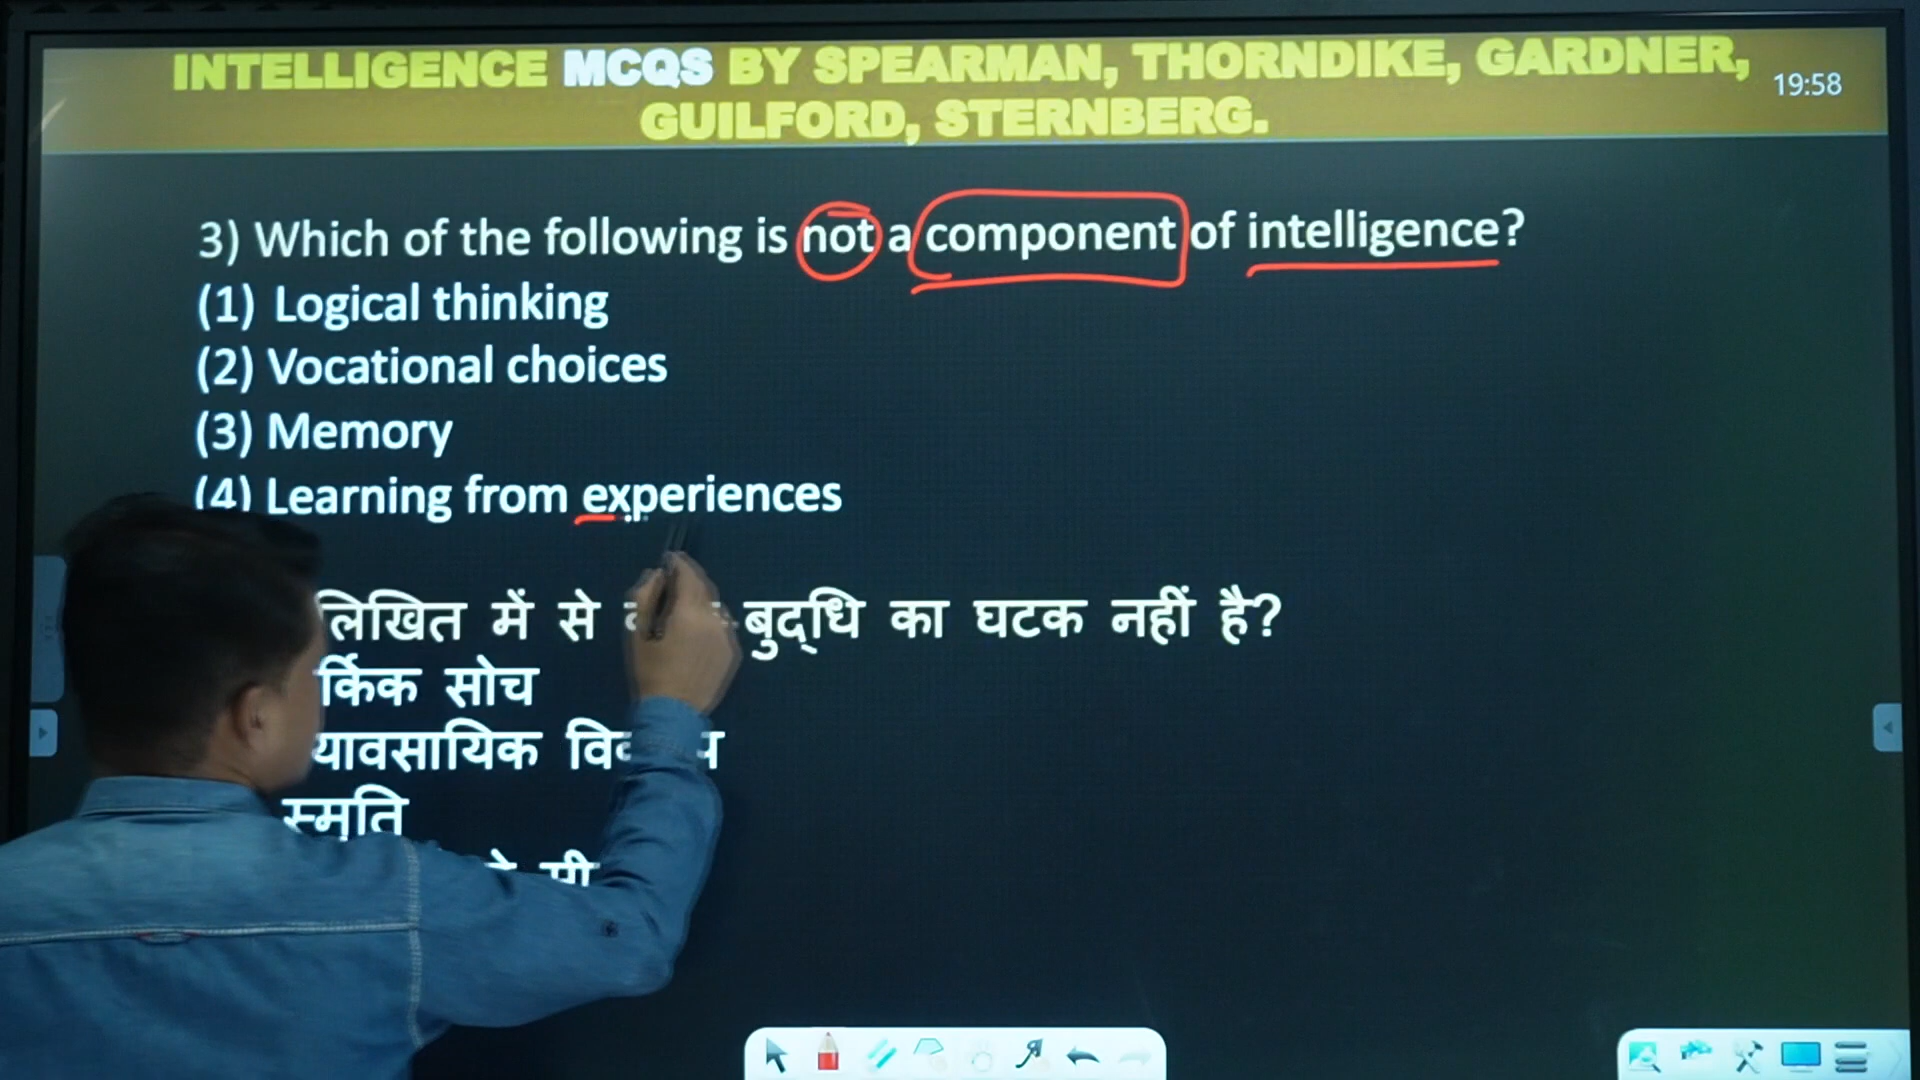 INTELLIGENCE MCQS BY SPEARMAN, THORNDIKE, GARDNER,
GUILFORD, STERNBERG.
19:58
3) Which of the following is not a component of intelligence?
(1) Logical thinking
(2) Vocational choices
(3) Memory
(4) Learning from experiences
में से बुद्धि का घटक नहीं है?
सोच
स्मृति